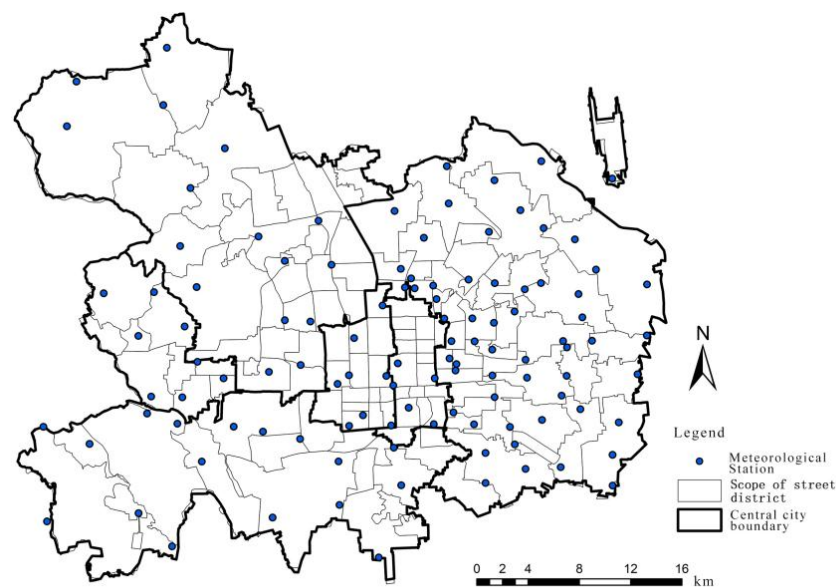 N
Legend
Meteorological
Station
Scope of street
district
Central city
boundary
0 2 4 8 12 16
km